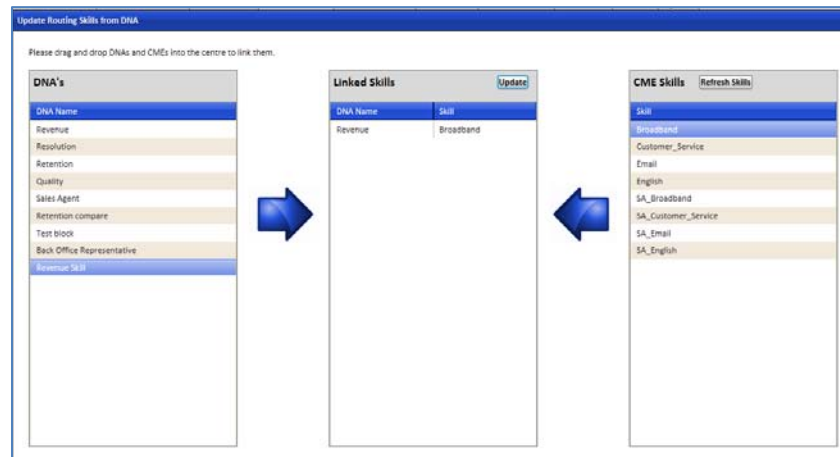 Update Routing Skills from DNA
Please drag and drop DNAs and CMEs into the centre to link them.
DNA's
DNA Name
Revenue
Resolution
Retention
Quality
Sales Agent
Retention compare
Test block
Back Office Representative
Revenue Skill
Linked Skills Update
DNA Name Skill
Revenue Broadband
CME Skills Refresh Skills
Skill
Broadband
Customer_Service
Email
English
SA_Broadband
SA_Customer_Service
SA_Email
SA_English